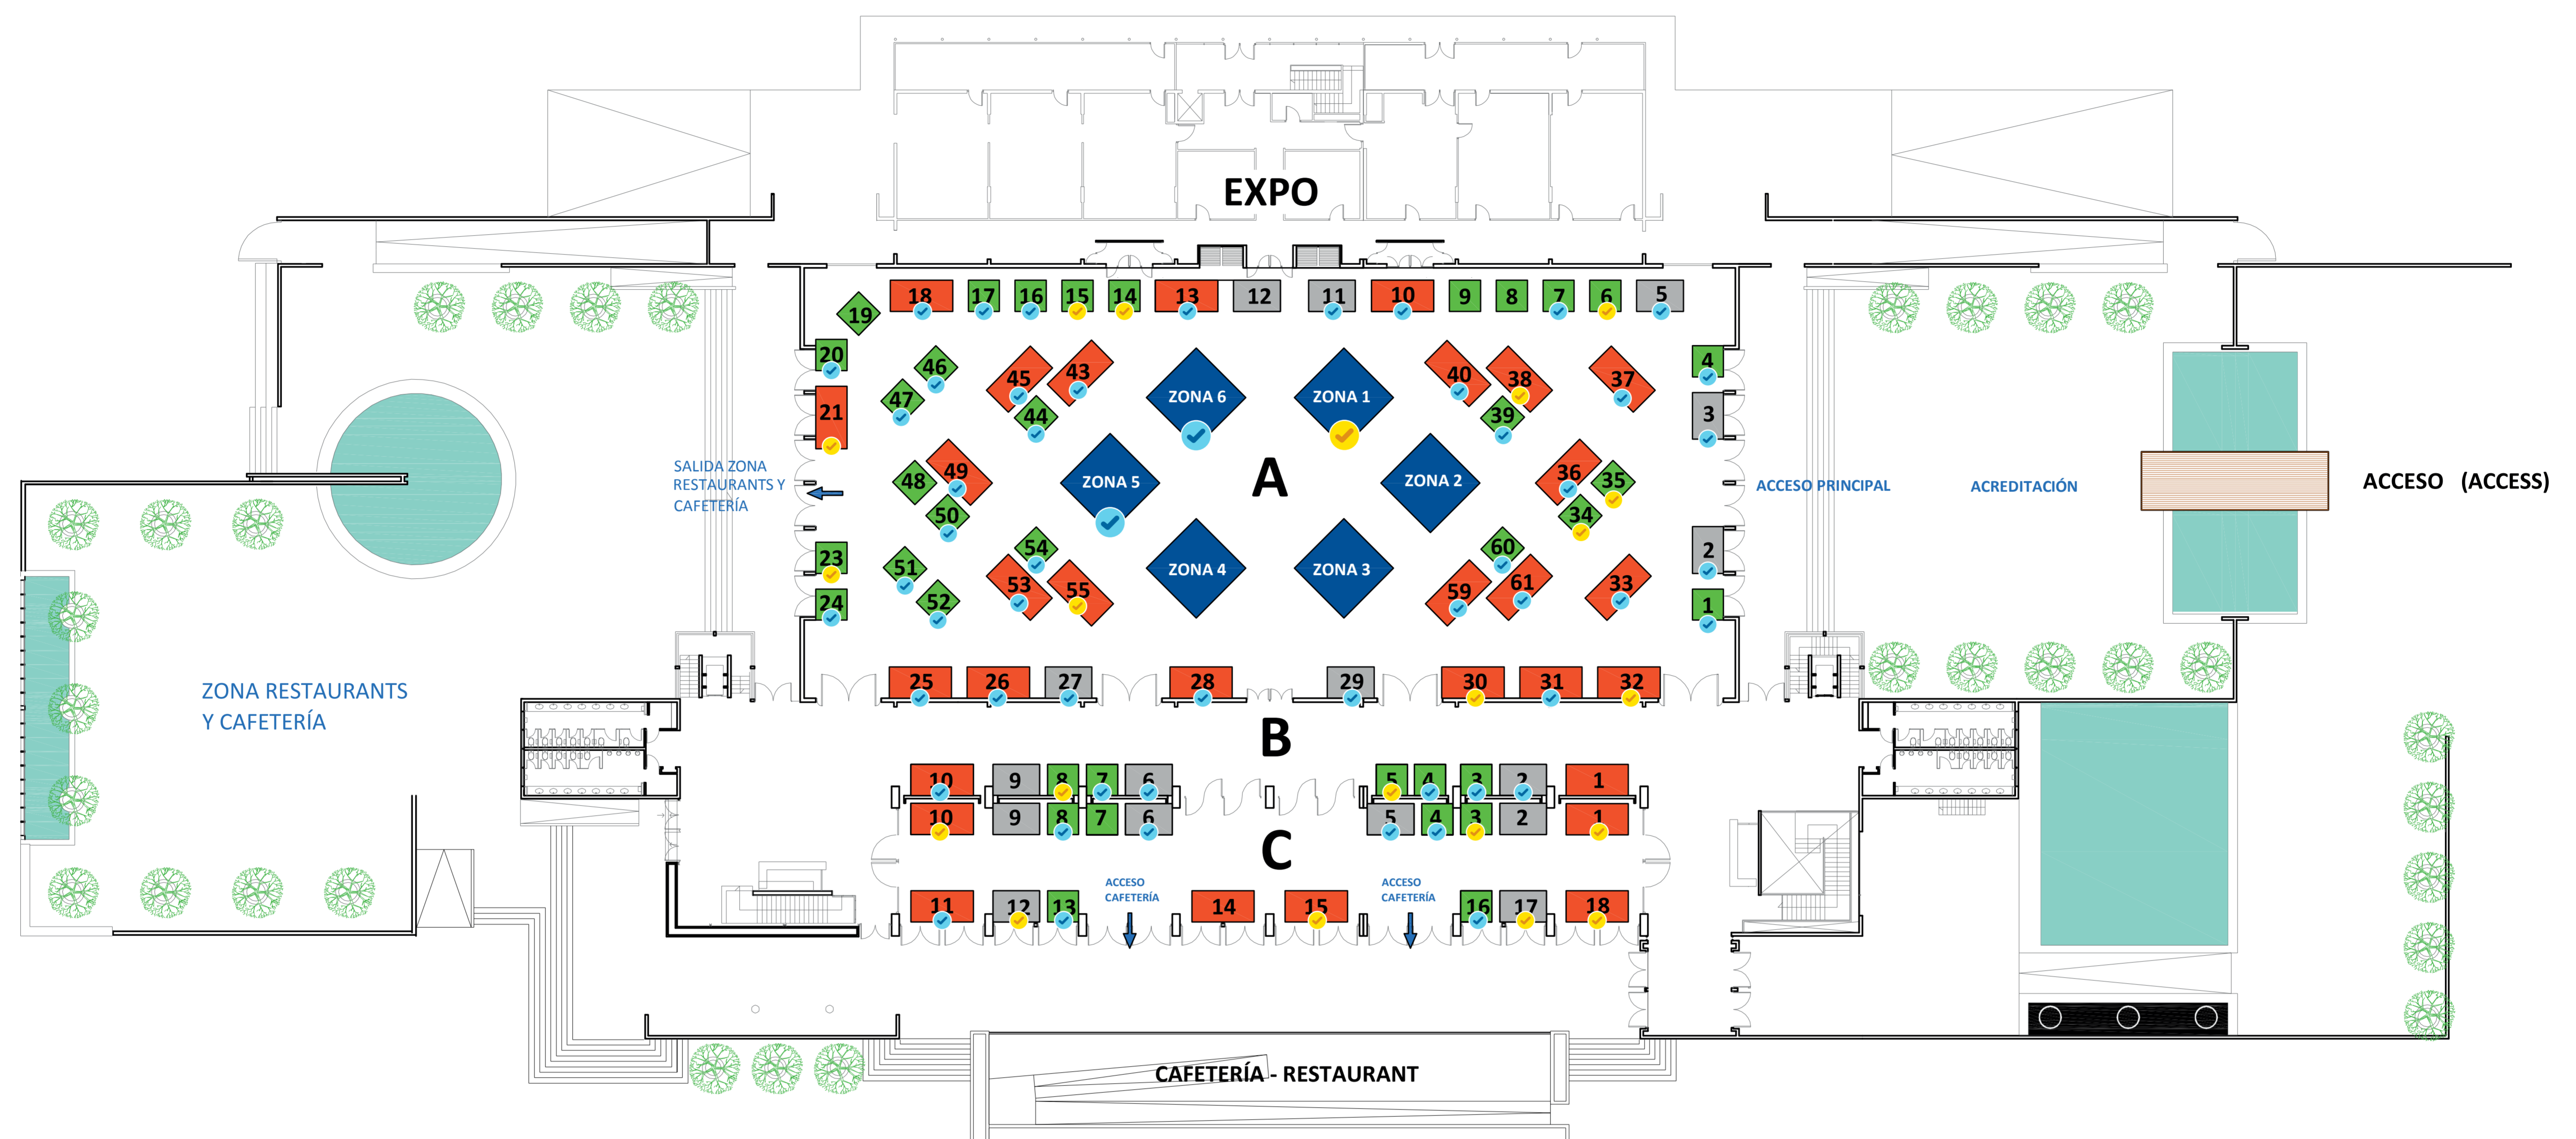 EXPO
18 17 16 15 14 13 12 11 10 9 8 7 6 5
19
20
21
23
24
4
3
2
1
46
47
45
43
44
ZONA 6
ZONA 1
40
38
39
37
48
49
50
ZONA 5
A
ZONA 2
36
35
34
51
52
54
53
55
ZONA 4
ZONA 3
60
59
61
33
SALIDA ZONA
RESTAURANTS Y
CAFETERÍA
ACCESO PRINCIPAL
ACREDITACIÓN
ACCESO (ACCESS)
25 26 27 28 29 30 31 32
ZONA RESTAURANTS
Y CAFETERÍA
B
10 9 8 7 6 5 4 3 2 1
10 9 8 7 6 5 4 3 2 1
C
ACCESO
CAFETERÍA
ACCESO
CAFETERÍA
11 12 13 14 15 16 17 18
CAFETERÍA - RESTAURANT